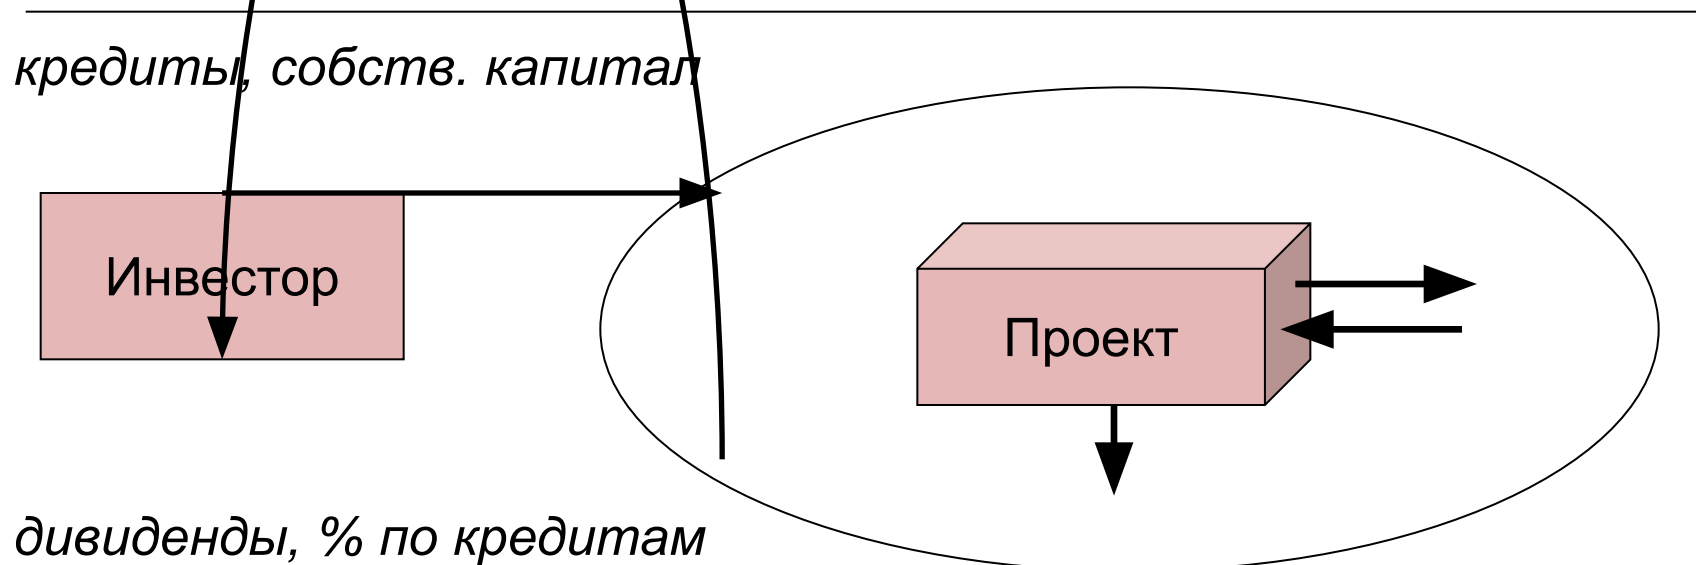 кредиты, собств. капитал
Инвестор
Проект
дивиденды, % по кредитам